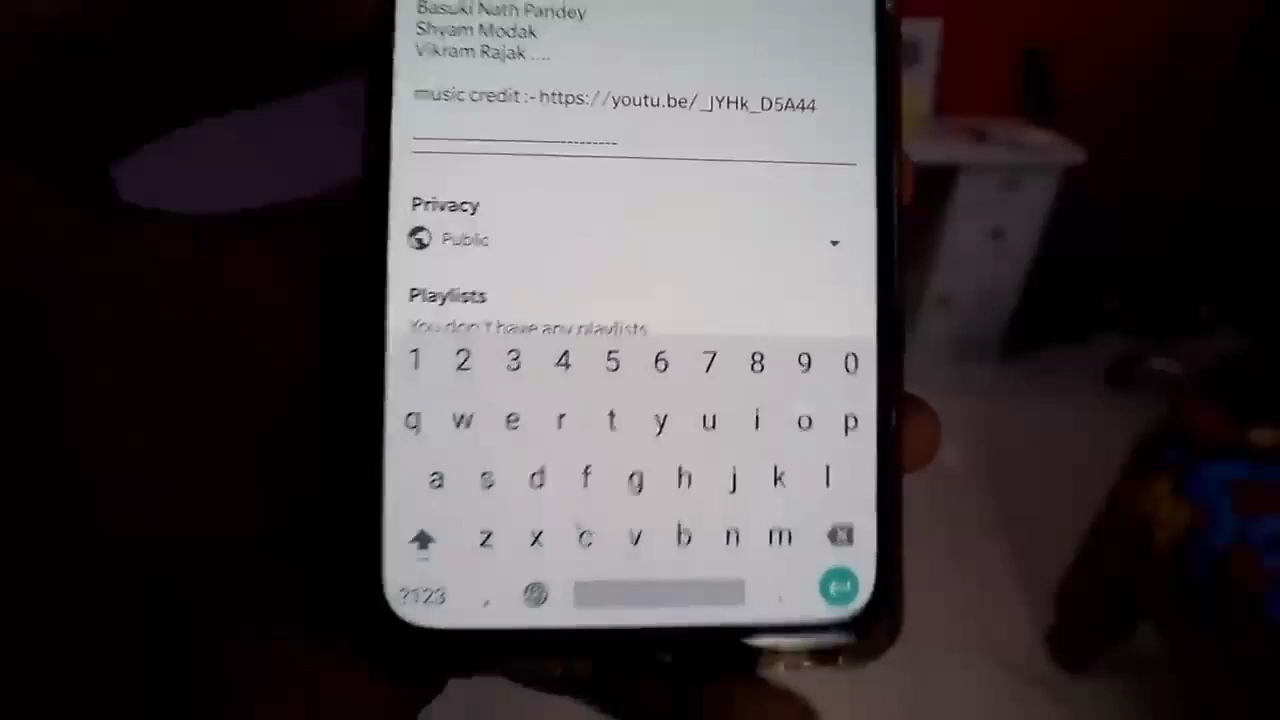 Basuki Nath Pandey
Shyam Modak
Vikram Rajak ....
music credit :- https://youtu.be/_JYHk_D5A44
Privacy
Public
Playlists
You don't have any playlists
1 2 3 4 5 6 7 8 9 0
q w e r t y u i o p
a s d f g h j k l
z x c v b n m
?123 , .